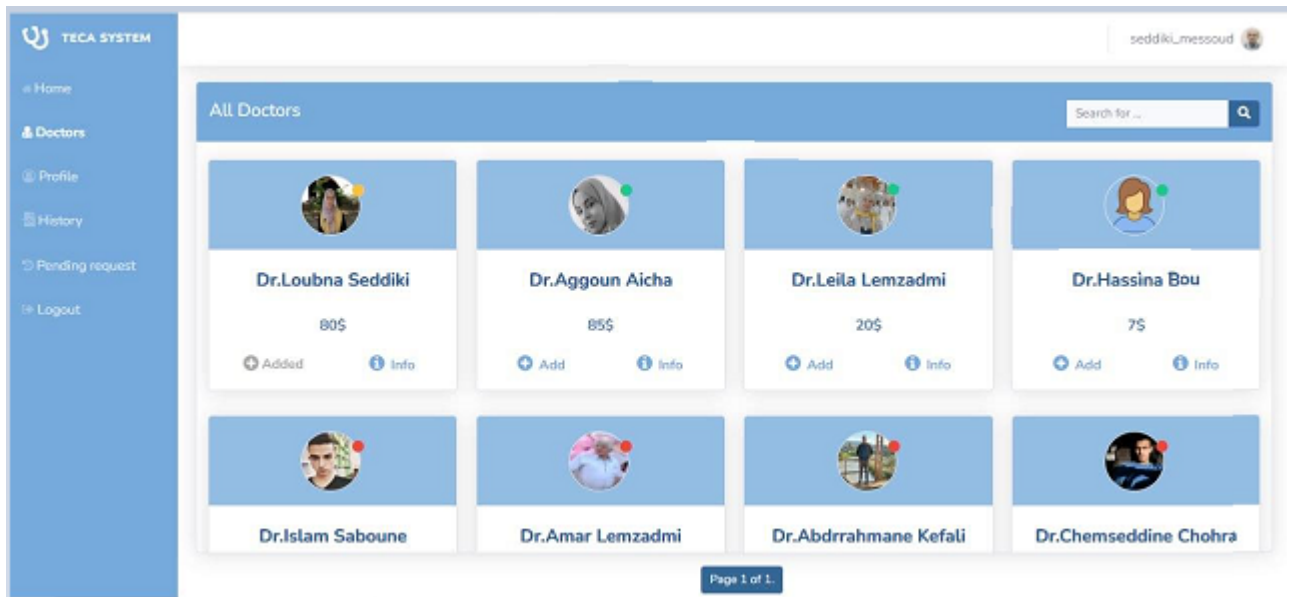 TECA SYSTEM
seddiki_messoud
Home
Doctors
Profile
History
Pending request
Logout
All Doctors
Search for ...
Dr.Loubna Seddiki
80$
Added Info
Dr.Aggoun Aicha
85$
Add Info
Dr.Leila Lemzadmi
20$
Add Info
Dr.Hassina Bou
7$
Add Info
Dr.Islam Saboune
Dr.Amar Lemzadmi
Dr.Abdrrahmane Kefali
Dr.Chemseddine Chohra
Page 1 of 1.